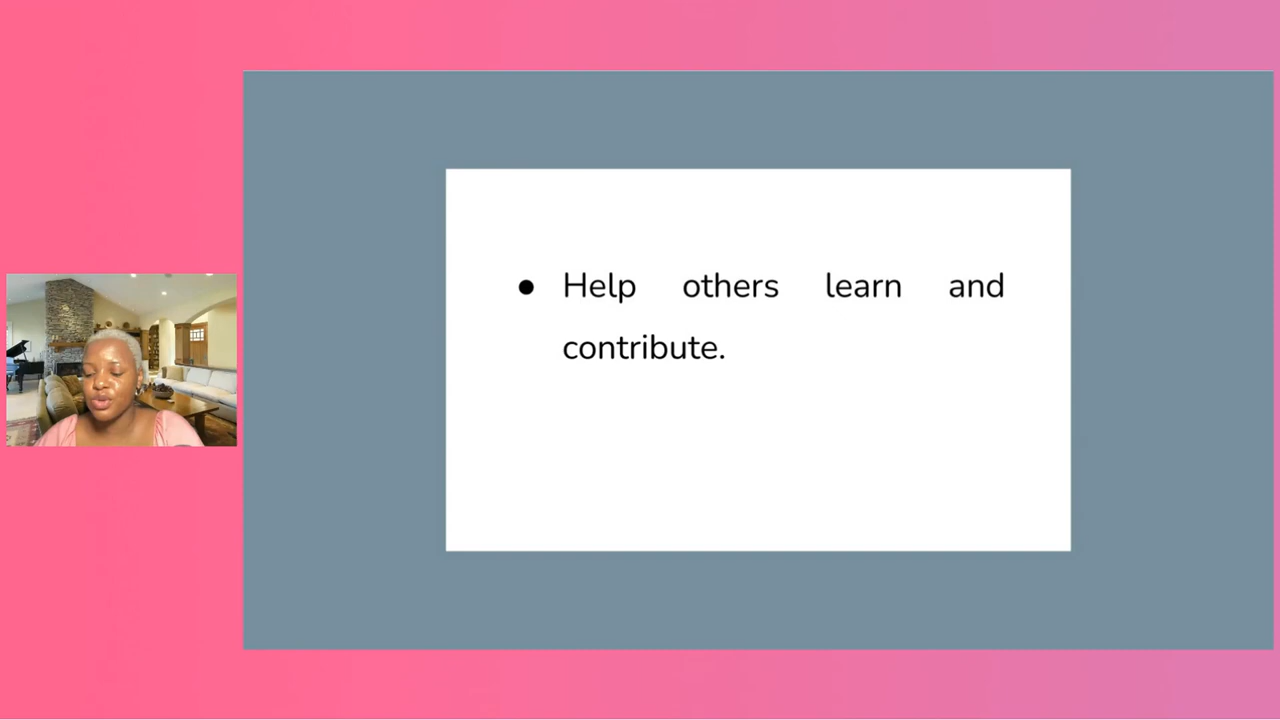 ● Help others learn and
contribute.